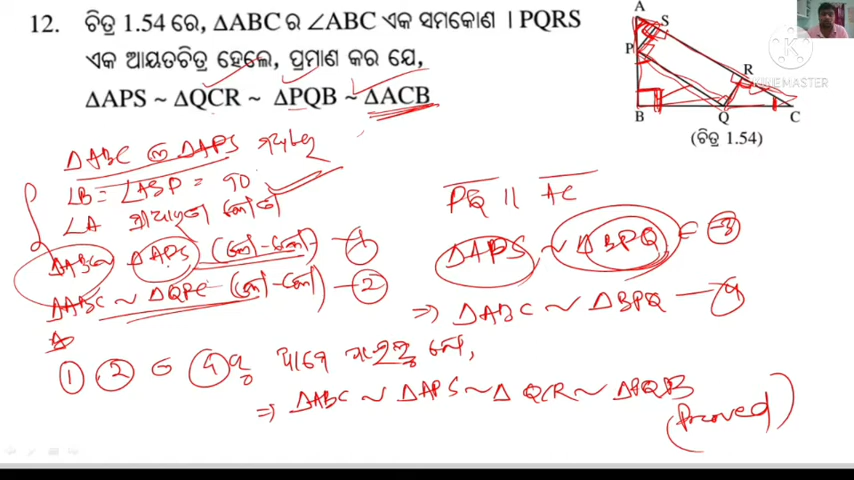 12. ଚିତ୍ର 1.54 ରେ, ΔABC ର ∠ABC ଏକ ସମକୋଣ । PQRS
ଏକ ଆୟତଚିତ୍ର ହେଲେ, ପ୍ରମାଣ କର ଯେ,
ΔAPS ~ ΔQCR ~ ΔPQB ~ ΔACB
A
S
P
R
B
Q
C
(ଚିତ୍ର 1.54)
KINEMASTER
ΔABC ଓ ΔAPS ମଧ୍ୟରେ
∠B = ∠ASP = 90
∠A ସାଧାରଣ କୋଣ
ΔABC ~ ΔAPS (କୋ-କୋ) - 1
ΔABC ~ (କୋ-କୋ) - 2
PQ || AC
ΔAPS ~ ΔBPQ - 3
⇒ ΔABC ~ ΔBPQ - 4
1 2 ଓ
⇒ ΔABC ~ ΔAPS ~ Δ QCR ~ ΔPQB
(Proved)